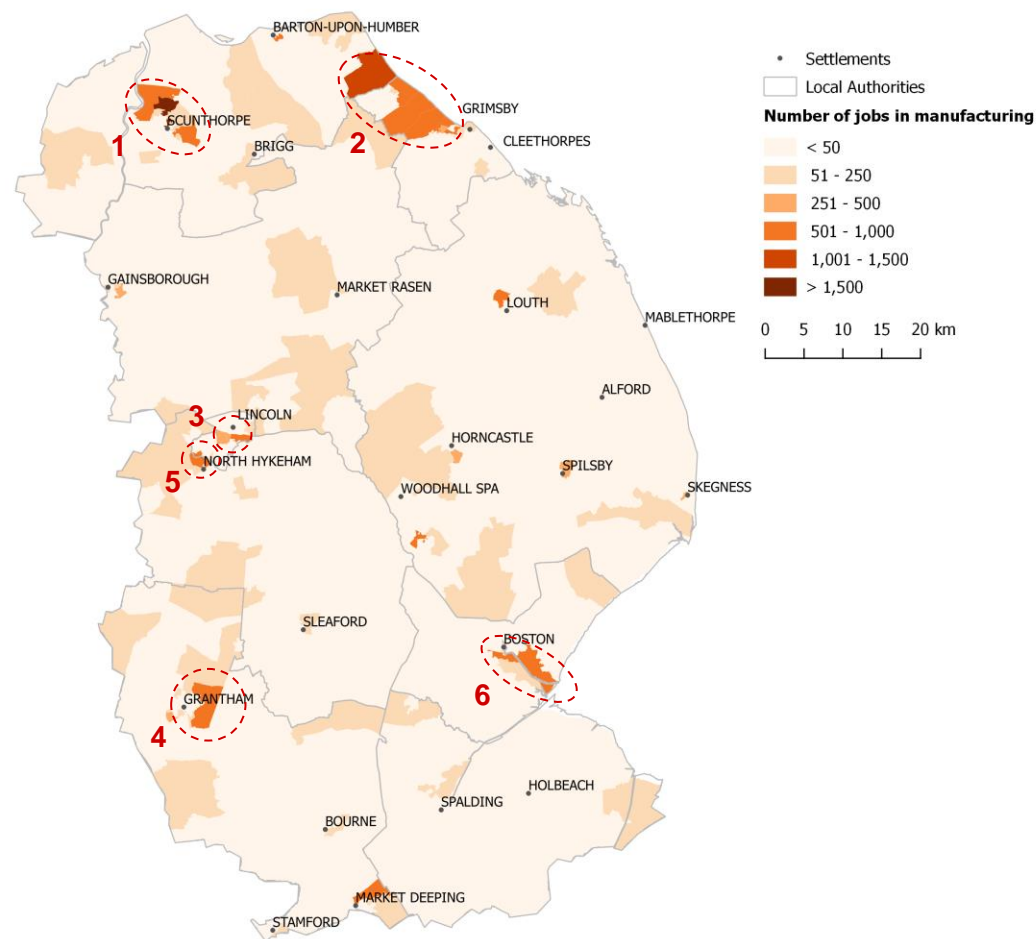 BARTON-UPON-HUMBER
Settlements
Local Authorities
Number of jobs in manufacturing
< 50
51 - 250
251 - 500
501 - 1,000
1,001 - 1,500
> 1,500
0 5 10 15 20 km
GRIMSBY
SCUNTHORPE
1
2
CLEETHORPES
BRIGG
GAINSBOROUGH
MARKET RASEN
LOUTH
MABLETHORPE
ALFORD
3
LINCOLN
HORNCASTLE
NORTH HYKEHAM
5
SPILSBY
WOODHALL SPA
SKEGNESS
SLEAFORD
BOSTON
6
GRANTHAM
4
HOLBEACH
SPALDING
BOURNE
MARKET DEEPING
STAMFORD